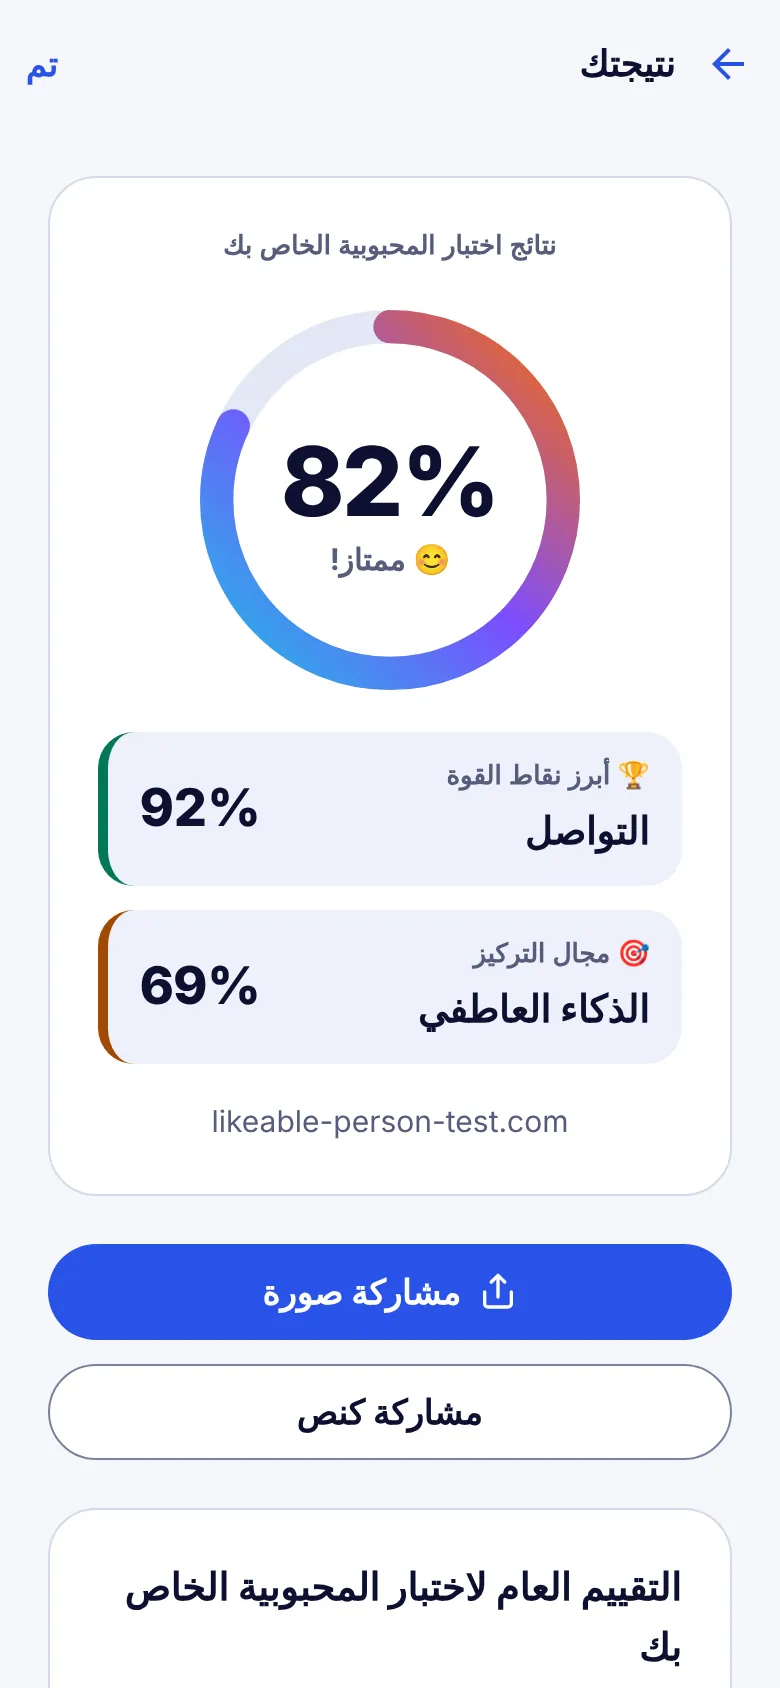 نتيجتك
تم
نتائج اختبار المحبوبية الخاص بك
82%
😊 ممتاز!
🏆 أبرز نقاط القوة
التواصل
92%
🎯 مجال التركيز
الذكاء العاطفي
69%
likeable-person-test.com
مشاركة صورة
مشاركة كنص
التقييم العام لاختبار المحبوبية الخاص
بك